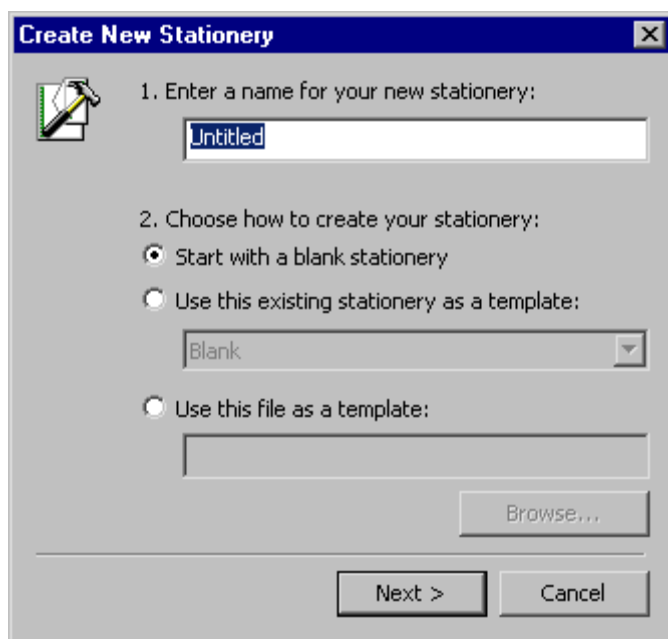 Create New Stationery
1. Enter a name for your new stationery:
Untitled
2. Choose how to create your stationery:
Start with a blank stationery
Use this existing stationery as a template:
Blank
Use this file as a template:
Browse...
Next >
Cancel